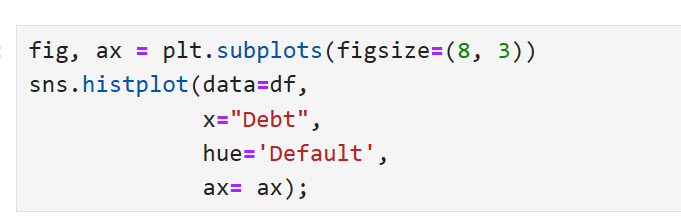 fig, ax = plt.subplots(figsize=(8, 3))
sns.histplot(data=df,
             x="Debt",
             hue='Default',
             ax= ax);